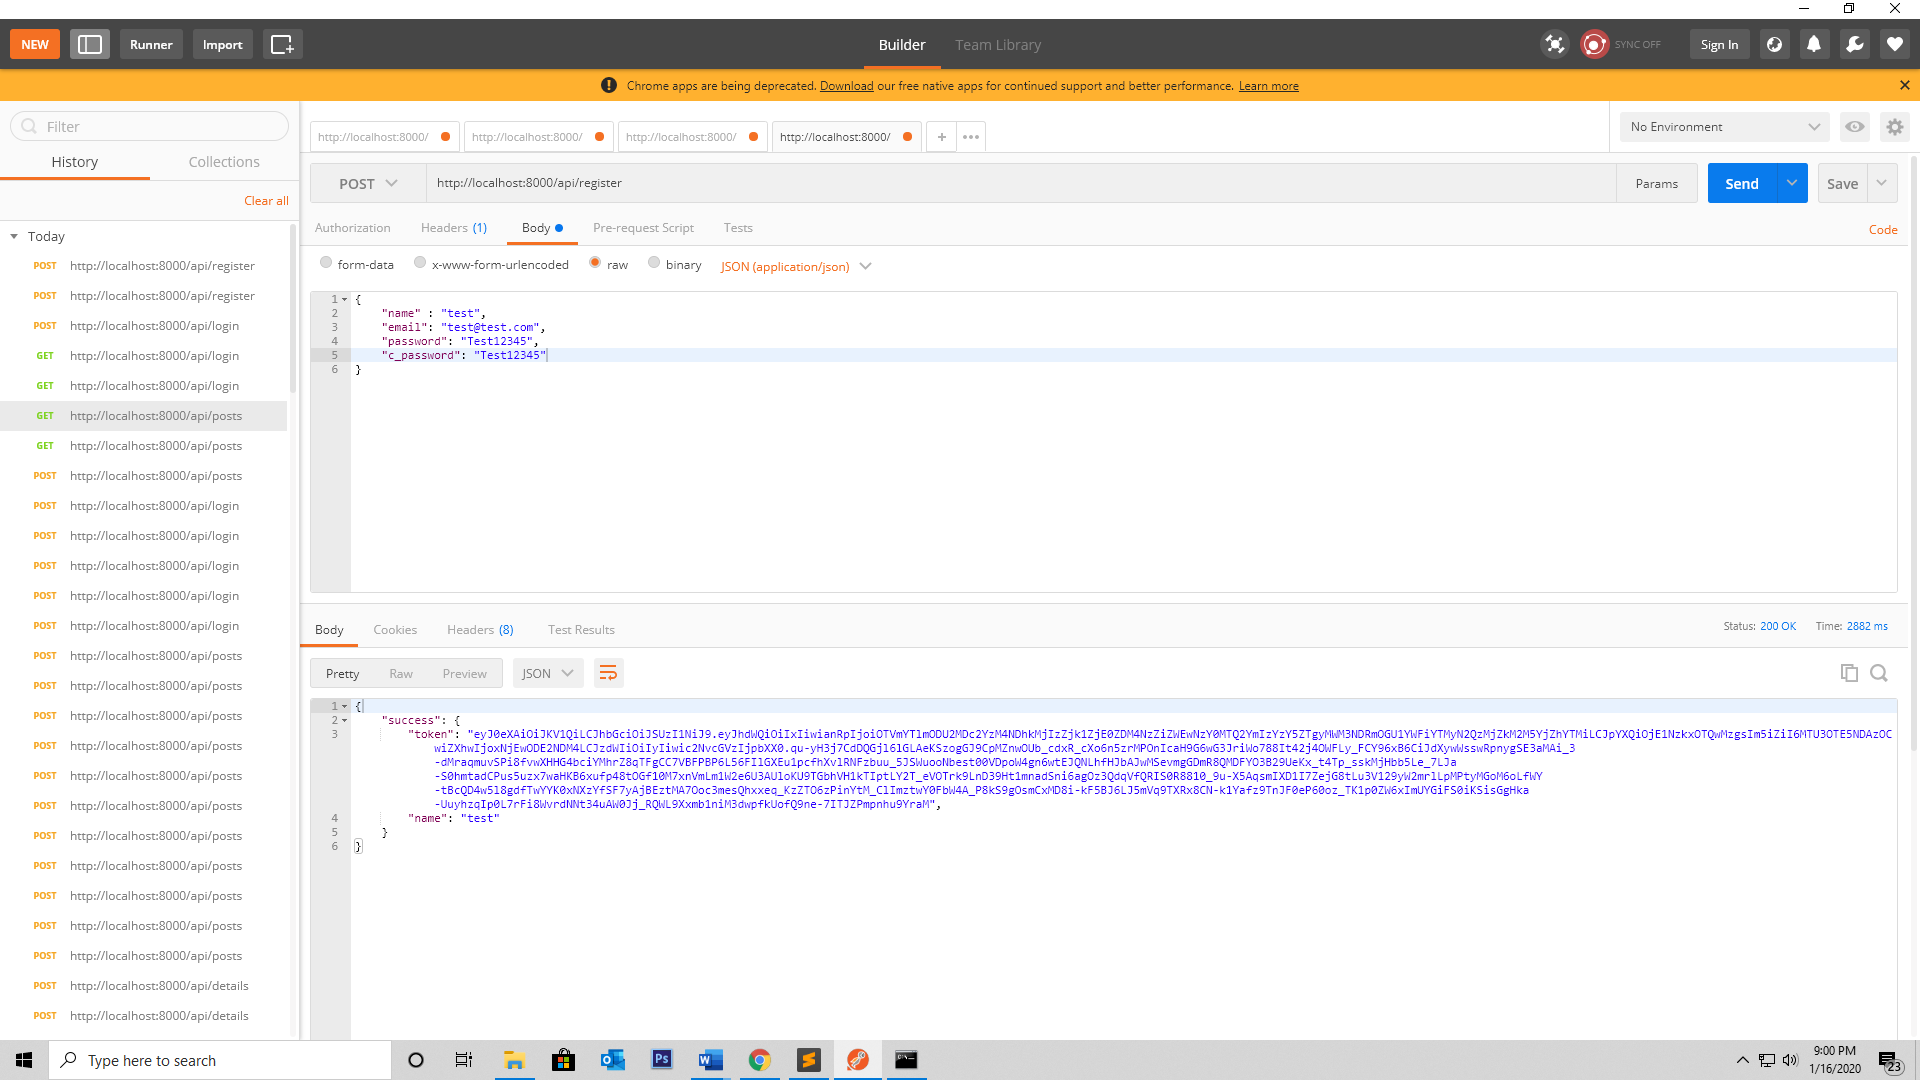 NEW
Runner
Import
Builder
Team Library
SYNC OFF
Sign In
Chrome apps are being deprecated. Download our free native apps for continued support and better performance. Learn more
Filter
History
Collections
Clear all
Today
POST http://localhost:8000/api/register
POST http://localhost:8000/api/register
POST http://localhost:8000/api/login
GET http://localhost:8000/api/login
GET http://localhost:8000/api/login
GET http://localhost:8000/api/posts
GET http://localhost:8000/api/posts
POST http://localhost:8000/api/posts
POST http://localhost:8000/api/login
POST http://localhost:8000/api/login
POST http://localhost:8000/api/login
POST http://localhost:8000/api/login
POST http://localhost:8000/api/login
POST http://localhost:8000/api/posts
POST http://localhost:8000/api/posts
POST http://localhost:8000/api/posts
POST http://localhost:8000/api/posts
POST http://localhost:8000/api/posts
POST http://localhost:8000/api/posts
POST http://localhost:8000/api/posts
POST http://localhost:8000/api/posts
POST http://localhost:8000/api/posts
POST http://localhost:8000/api/posts
POST http://localhost:8000/api/posts
POST http://localhost:8000/api/details
POST http://localhost:8000/api/details
http://localhost:8000/
http://localhost:8000/
http://localhost:8000/
http://localhost:8000/
No Environment
POST
http://localhost:8000/api/register
Params
Send
Save
Authorization
Headers (1)
Body
Pre-request Script
Tests
Code
form-data
x-www-form-urlencoded
raw
binary
JSON (application/json)
1 {
2 "name" : "test",
3 "email": "test@test.com",
4 "password": "Test12345",
5 "c_password": "Test12345"
6 }
Body
Cookies
Headers (8)
Test Results
Status: 200 OK
Time: 2882 ms
Pretty
Raw
Preview
JSON
1 {
2 "success": {
3 "token":
4 "name": "test"
5 }
6 }
Type here to search
9:00 PM
1/16/2020
23